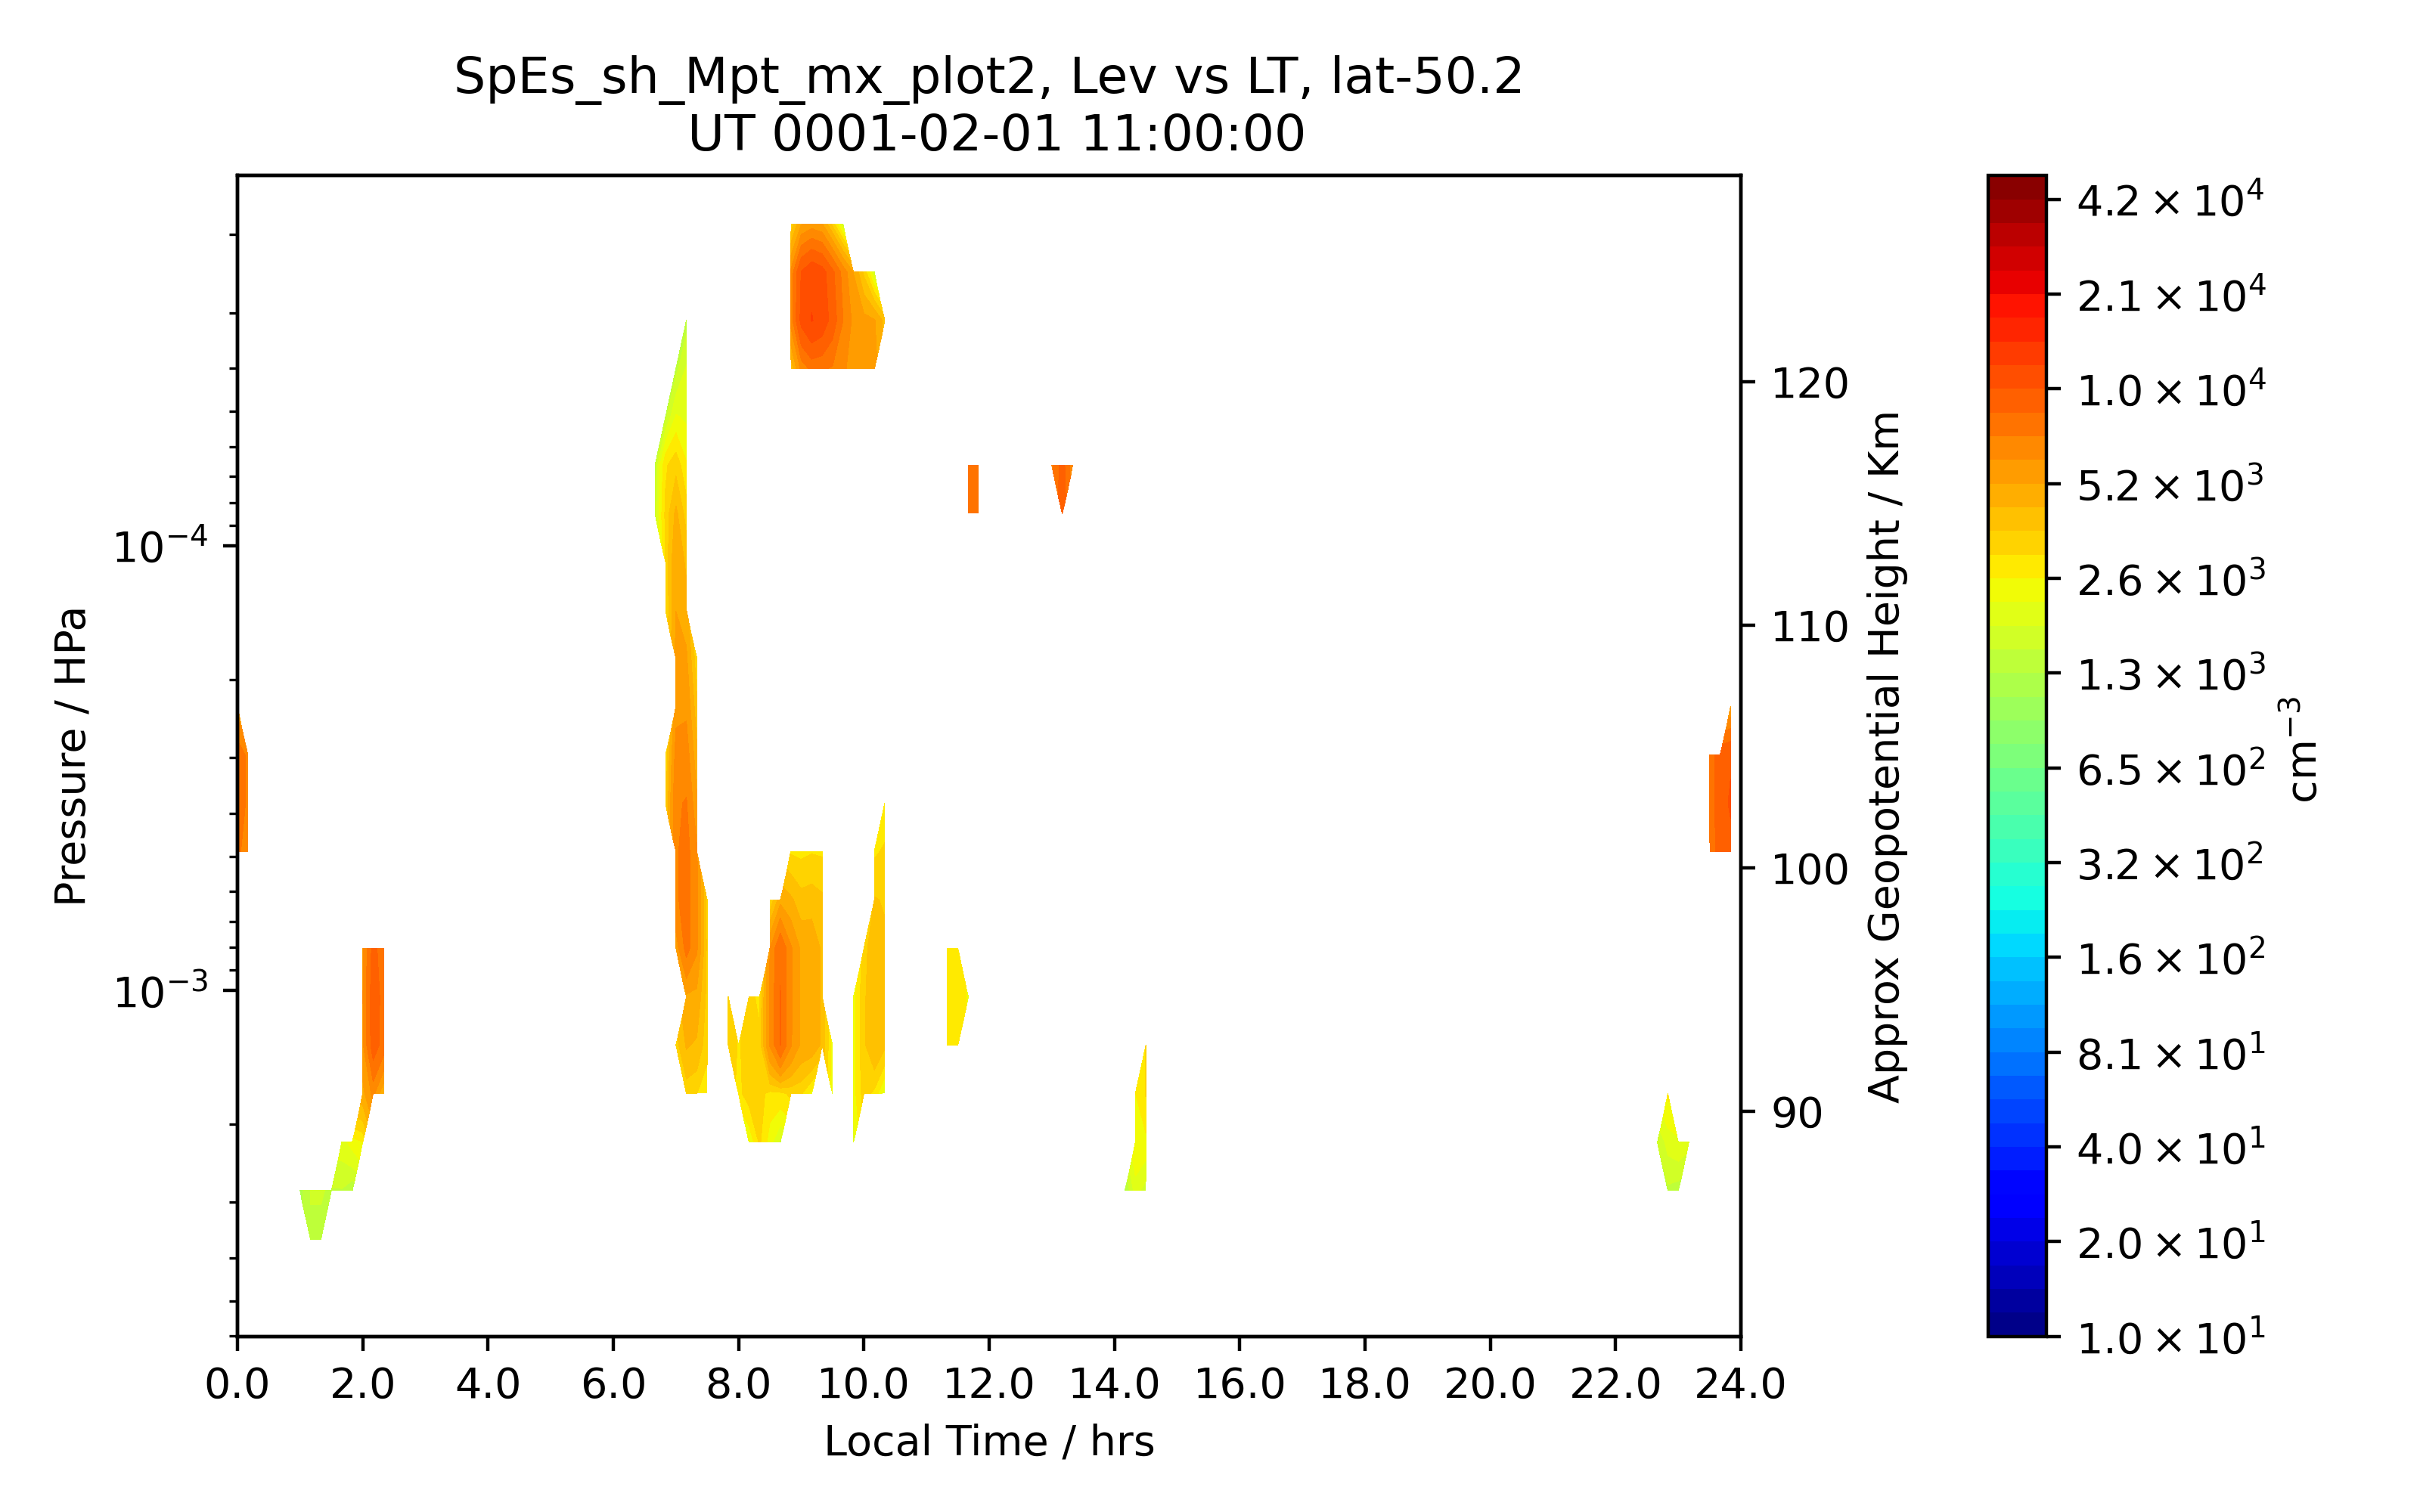 SpEs_sh_Mpt_mx_plot2, Lev vs LT, lat-50.2
UT 0001-02-01 11:00:00
Pressure / HPa
10⁻⁴
10⁻³
0.0 2.0 4.0 6.0 8.0 10.0 12.0 14.0 16.0 18.0 20.0 22.0 24.0
Local Time / hrs
120
110
100
90
Approx Geopotential Height / Km
4.2 × 10⁴
2.1 × 10⁴
1.0 × 10⁴
5.2 × 10³
2.6 × 10³
1.3 × 10³
6.5 × 10²
3.2 × 10²
1.6 × 10²
8.1 × 10¹
4.0 × 10¹
2.0 × 10¹
1.0 × 10¹
cm⁻³